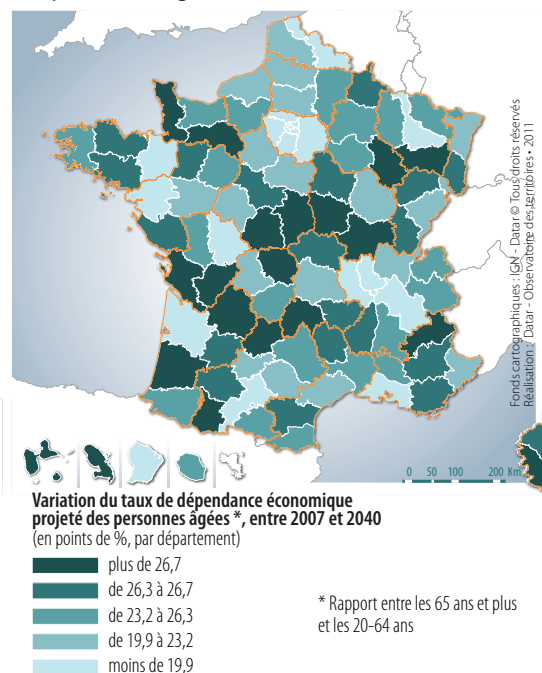 Fonds cartographiques : IGN - Datar © Tous droits réservés
Réalisation : Datar - Observatoire des territoires • 2011
0 50 100 200 Km
Variation du taux de dépendance économique
projeté des personnes âgées *, entre 2007 et 2040
(en points de %, par département)
plus de 26,7
de 26,3 à 26,7
de 23,2 à 26,3
de 19,9 à 23,2
moins de 19,9
* Rapport entre les 65 ans et plus
et les 20-64 ans